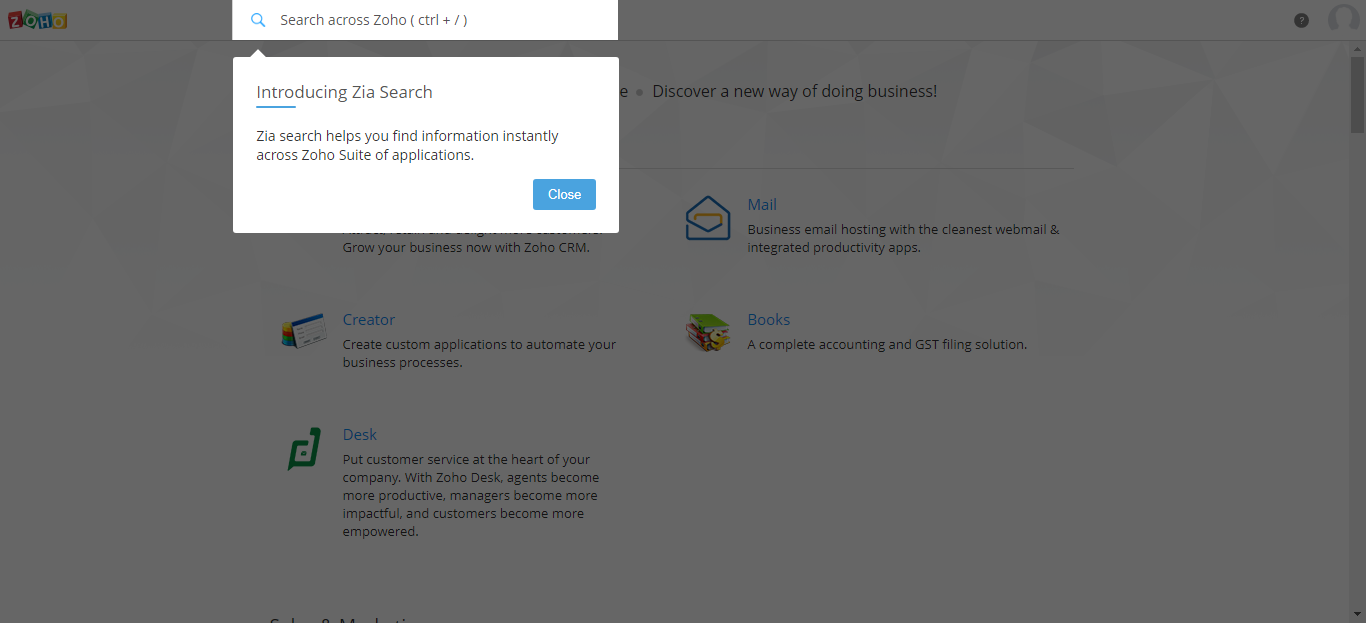 ZOHO
Search across Zoho ( ctrl + / )
?
Introducing Zia Search
Zia search helps you find information instantly
across Zoho Suite of applications.
Close
e • Discover a new way of doing business!
Grow your business now with Zoho CRM.
Mail
Business email hosting with the cleanest webmail &
integrated productivity apps.
Creator
Create custom applications to automate your
business processes.
Books
A complete accounting and GST filing solution.
Desk
Put customer service at the heart of your
company. With Zoho Desk, agents become
more productive, managers become more
impactful, and customers become more
empowered.